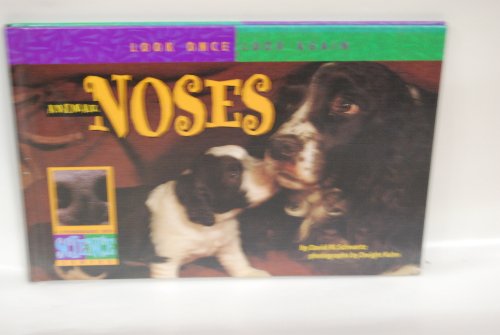 LOOK ONCE LOOK AGAIN
ANIMAL NOSES
by David M. Schwartz
photographs by Dwight Kuhn
SCIENCE